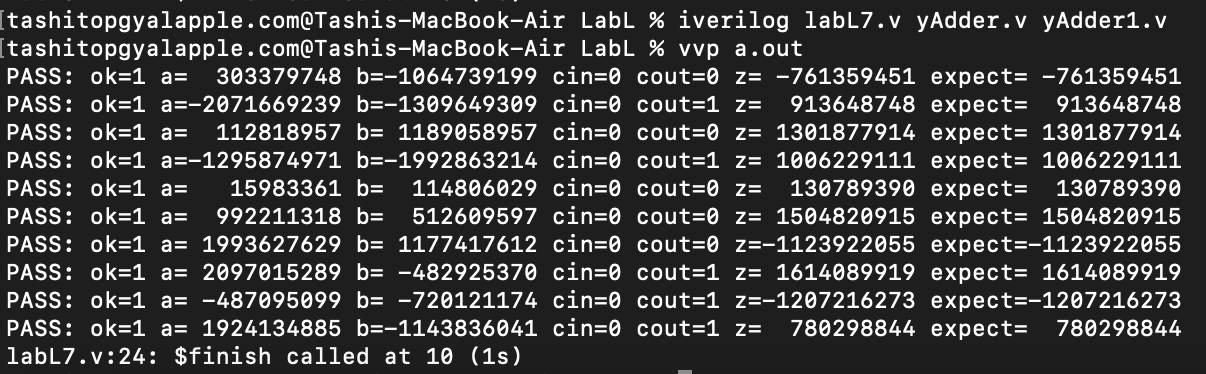 [tashitopgyalapple.com@Tashis-MacBook-Air LabL % iverilog labL7.v yAdder.v yAdder1.v
[tashitopgyalapple.com@Tashis-MacBook-Air LabL % vvp a.out
PASS: ok=1 a=  303379748 b=-1064739199 cin=0 cout=0 z= -761359451 expect= -761359451
PASS: ok=1 a=-2071669239 b=-1309649309 cin=0 cout=1 z=  913648748 expect=  913648748
PASS: ok=1 a=  112818957 b= 1189058957 cin=0 cout=0 z= 1301877914 expect= 1301877914
PASS: ok=1 a=-1295874971 b=-1992863214 cin=0 cout=1 z= 1006229111 expect= 1006229111
PASS: ok=1 a=   15983361 b=  114806029 cin=0 cout=0 z=  130789390 expect=  130789390
PASS: ok=1 a=  992211318 b=  512609597 cin=0 cout=0 z= 1504820915 expect= 1504820915
PASS: ok=1 a= 1993627629 b= 1177417612 cin=0 cout=0 z=-1123922055 expect=-1123922055
PASS: ok=1 a= 2097015289 b= -482925370 cin=0 cout=1 z= 1614089919 expect= 1614089919
PASS: ok=1 a= -487095099 b= -720121174 cin=0 cout=1 z=-1207216273 expect=-1207216273
PASS: ok=1 a= 1924134885 b=-1143836041 cin=0 cout=1 z=  780298844 expect=  780298844
labL7.v:24: $finish called at 10 (1s)